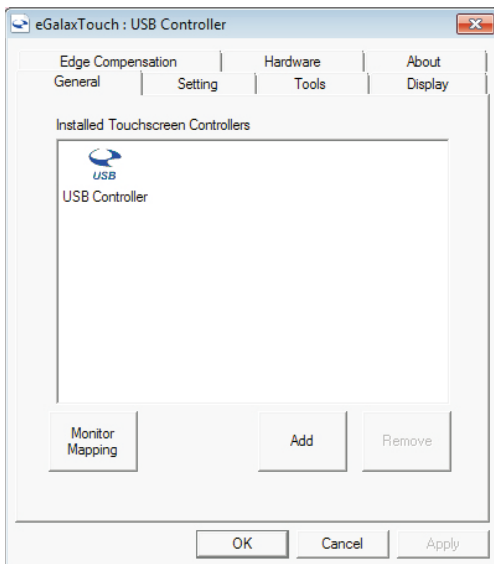 eGalaxTouch : USB Controller
Edge Compensation Hardware About
General Setting Tools Display
Installed Touchscreen Controllers
USB
USB Controller
Monitor
Mapping
Add
Remove
OK Cancel Apply